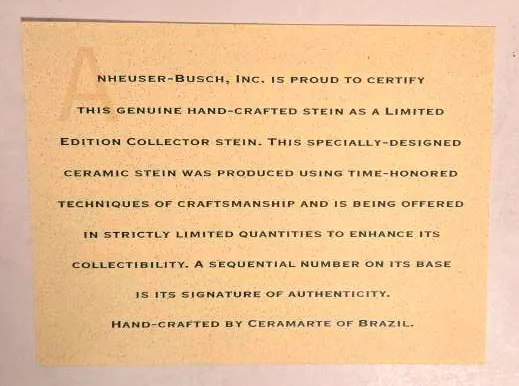 Anheuser-Busch, Inc. is proud to certify
this genuine hand-crafted stein as a Limited
Edition Collector stein. This specially-designed
ceramic stein was produced using time-honored
techniques of craftsmanship and is being offered
in strictly limited quantities to enhance its
collectibility. A sequential number on its base
is its signature of authenticity.
Hand-crafted by Ceramarte of Brazil.